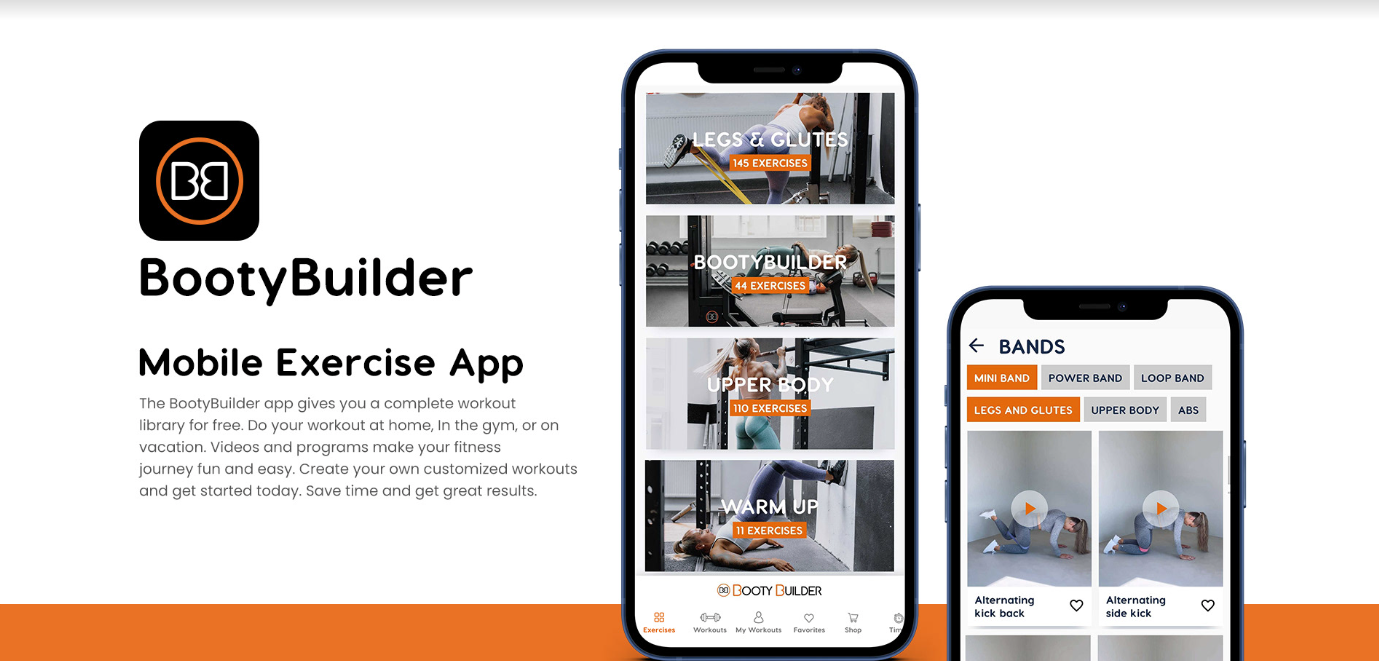 BB
BootyBuilder
Mobile Exercise App
The BootyBuilder app gives you a complete workout
library for free. Do your workout at home, In the gym, or on
vacation. Videos and programs make your fitness
journey fun and easy. Create your own customized workouts
and get started today. Save time and get great results.
LEGS & GLUTES
145 EXERCISES
BOOTYBUILDER
44 EXERCISES
UPPER BODY
110 EXERCISES
WARM UP
11 EXERCISES
BOOTY BUILDER
Exercises Workouts My Workouts Favorites Shop Tim
BANDS
MINI BAND POWER BAND LOOP BAND
LEGS AND GLUTES UPPER BODY ABS
Alternating
kick back
Alternating
side kick